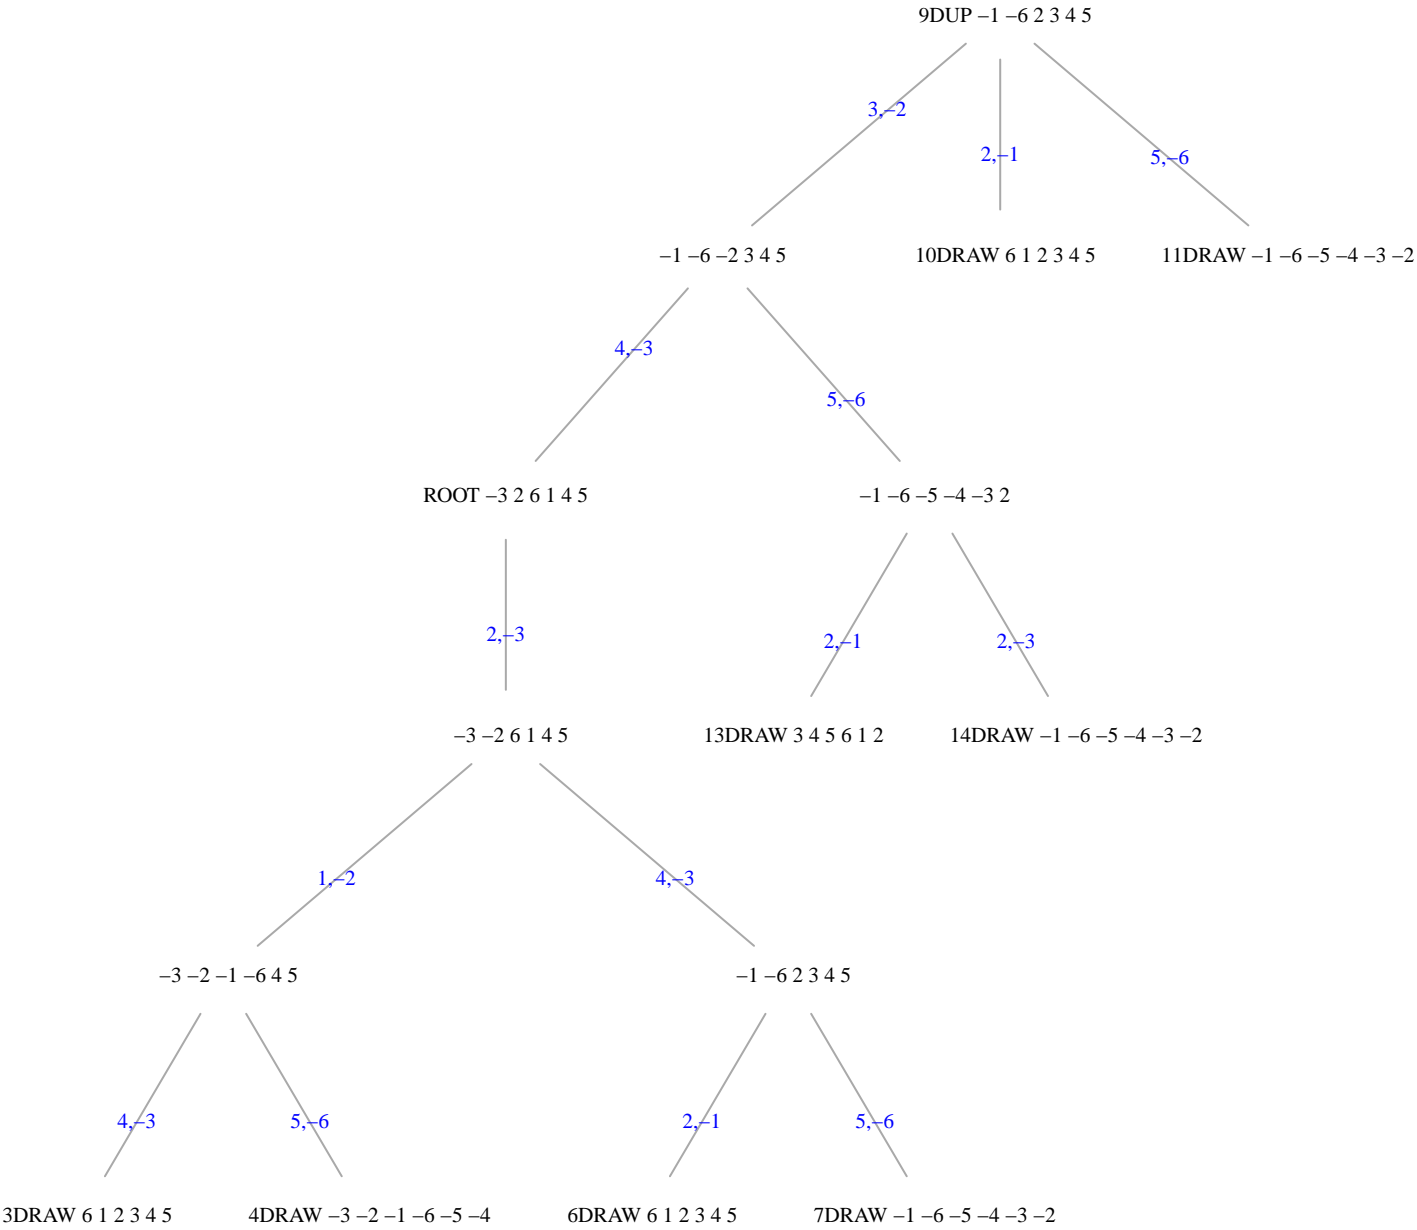 9DUP –1 –6 2 3 4 5
3,–2
2,–1
5,–6
–1 –6 –2 3 4 5
10DRAW 6 1 2 3 4 5
11DRAW –1 –6 –5 –4 –3 –2
4,–3
5,–6
ROOT –3 2 6 1 4 5
–1 –6 –5 –4 –3 2
2,–3
2,–1
2,–3
–3 –2 6 1 4 5
13DRAW 3 4 5 6 1 2
14DRAW –1 –6 –5 –4 –3 –2
1,–2
4,–3
–3 –2 –1 –6 4 5
–1 –6 2 3 4 5
4,–3
5,–6
2,–1
5,–6
3DRAW 6 1 2 3 4 5
4DRAW –3 –2 –1 –6 –5 –4
6DRAW 6 1 2 3 4 5
7DRAW –1 –6 –5 –4 –3 –2